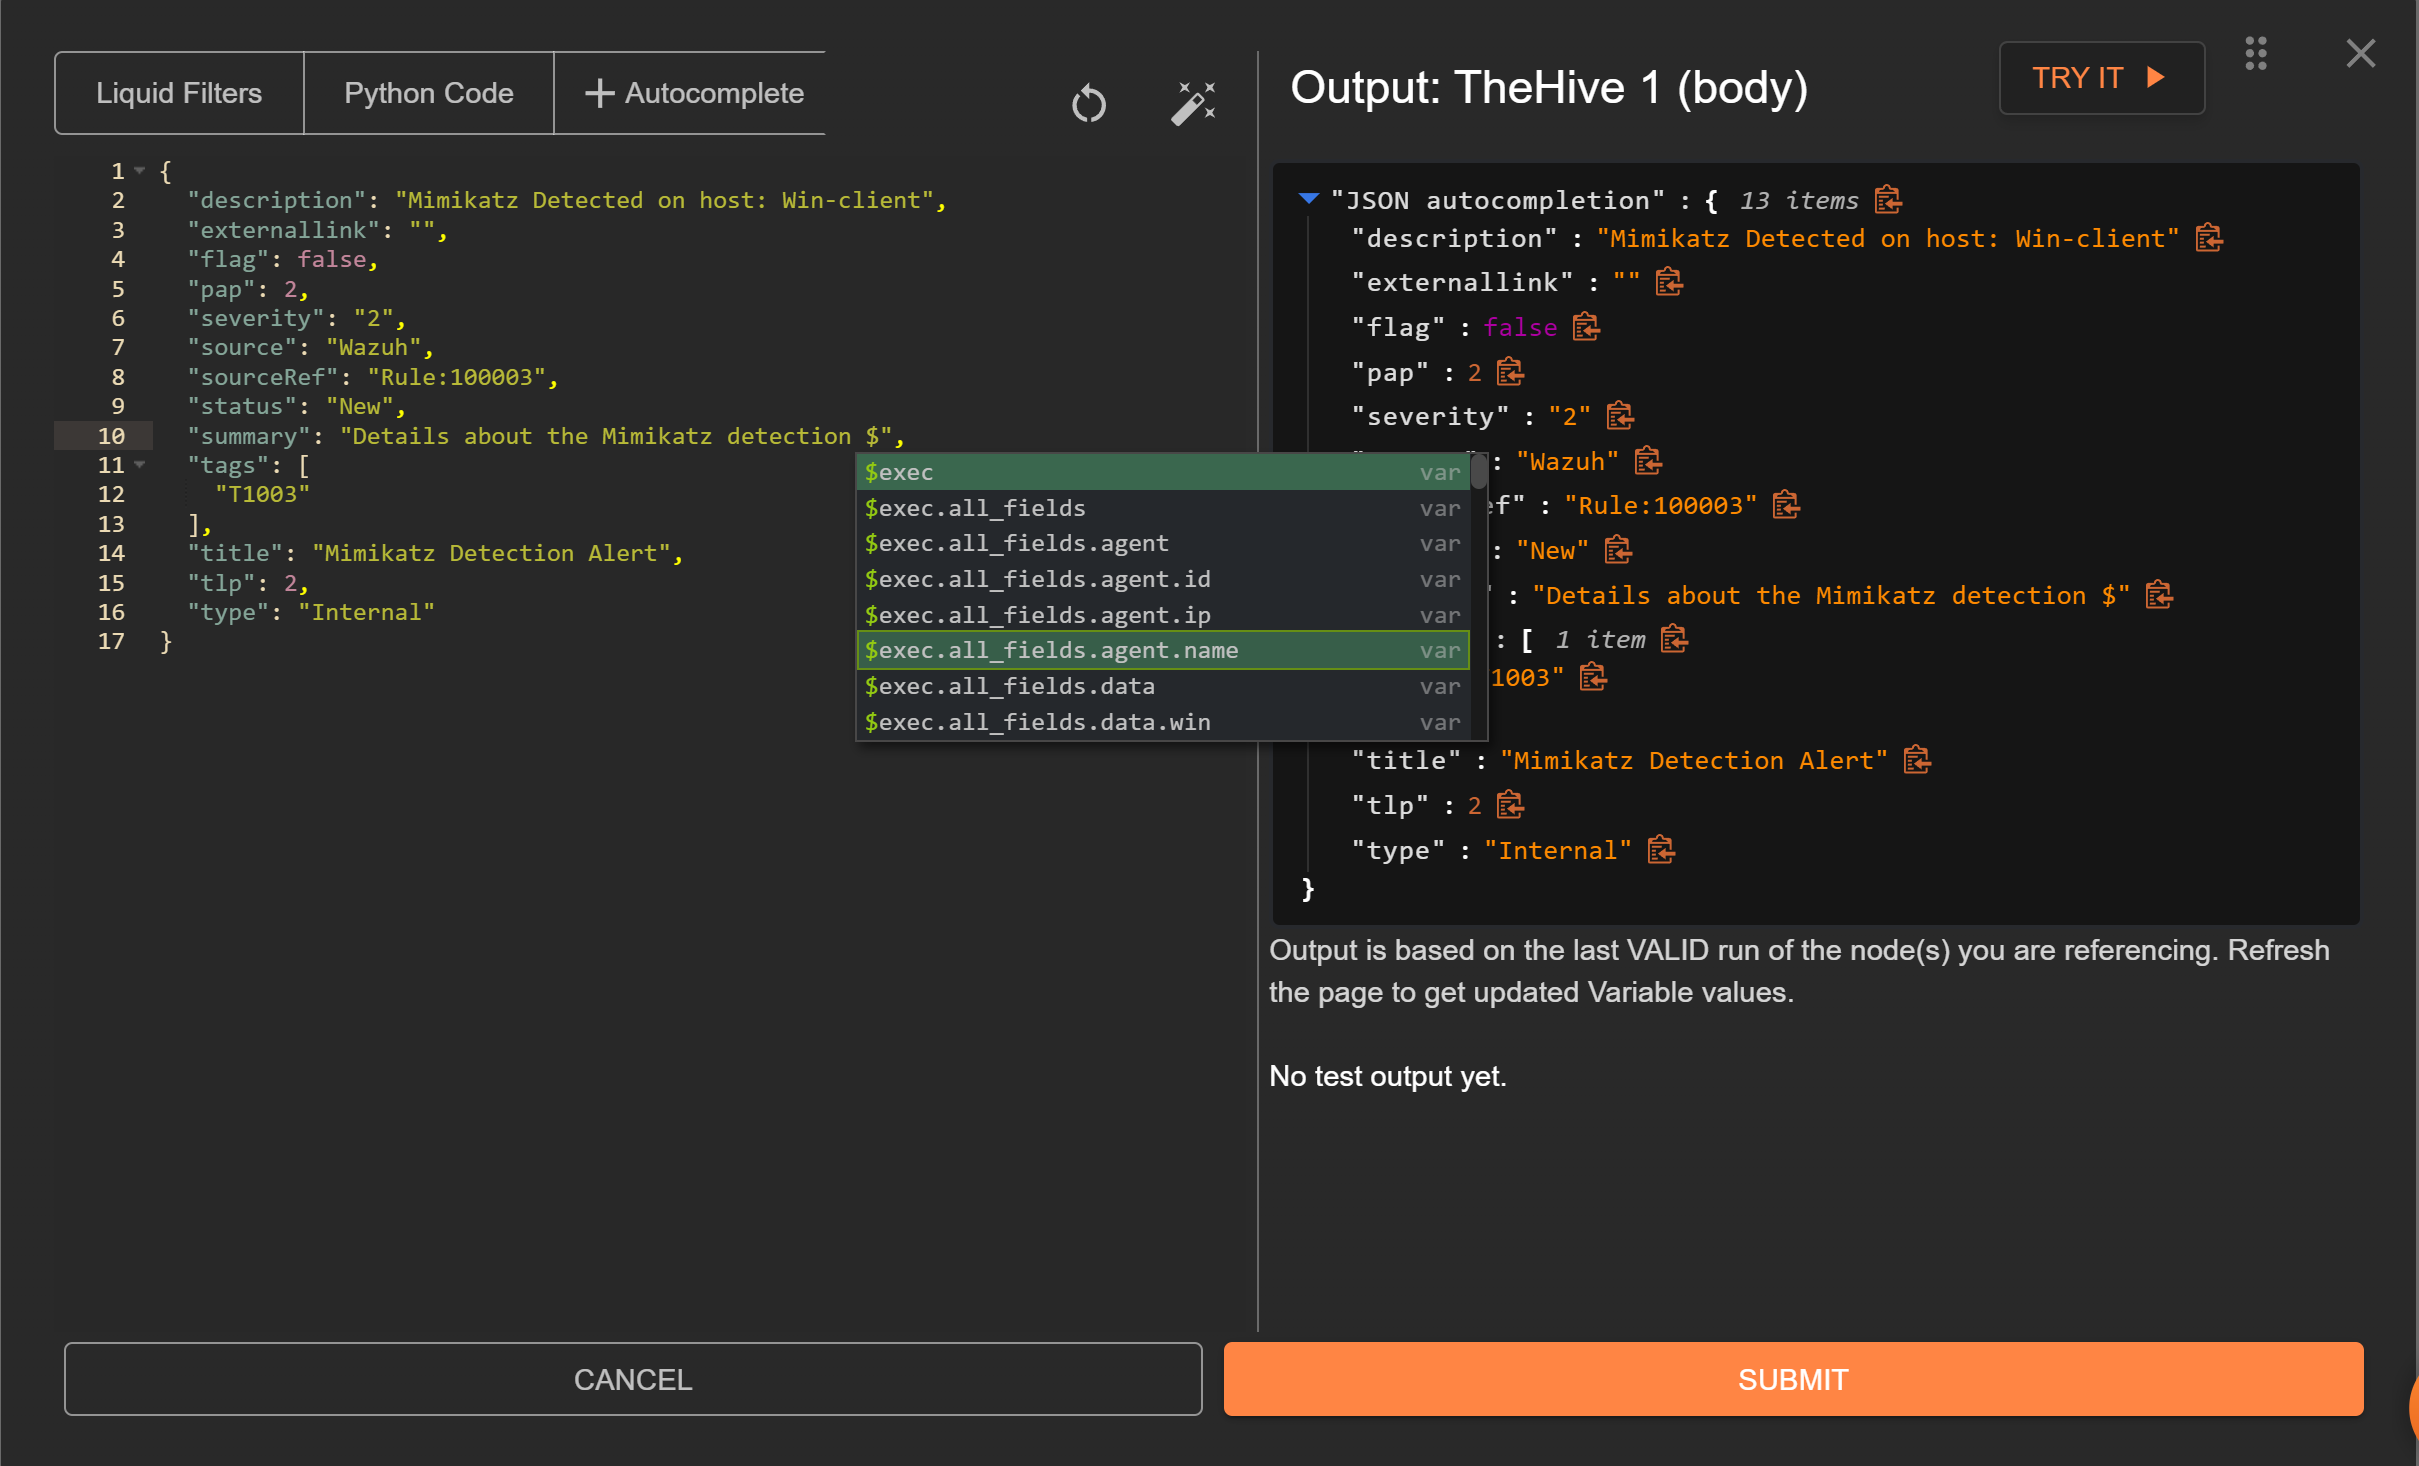 Liquid Filters
Python Code
Autocomplete
1 {
2 "description": "Mimikatz Detected on host: Win-client",
3 "externallink": "",
4 "flag": false,
5 "pap": 2,
6 "severity": "2",
7 "source": "Wazuh",
8 "sourceRef": "Rule:100003",
9 "status": "New",
10 "summary": "Details about the Mimikatz detection $",
11 "tags": [
12 "T1003"
13 ],
14 "title": "Mimikatz Detection Alert",
15 "tlp": 2,
16 "type": "Internal"
17 }
$exec var
$exec.all_fields var
$exec.all_fields.agent var
$exec.all_fields.agent.id var
$exec.all_fields.agent.ip var
$exec.all_fields.agent.name var
$exec.all_fields.data var
$exec.all_fields.data.win var
Output: TheHive 1 (body)
TRY IT
"JSON autocompletion" : { 13 items
"description" : "Mimikatz Detected on host: Win-client"
"externallink" : ""
"flag" : false
"pap" : 2
"severity" : "2"
" : "Wazuh"
ef" : "Rule:100003"
: "New"
" : "Details about the Mimikatz detection $"
: [ 1 item
1003"
"title" : "Mimikatz Detection Alert"
"tlp" : 2
"type" : "Internal"
}
Output is based on the last VALID run of the node(s) you are referencing. Refresh
the page to get updated Variable values.
No test output yet.
CANCEL
SUBMIT